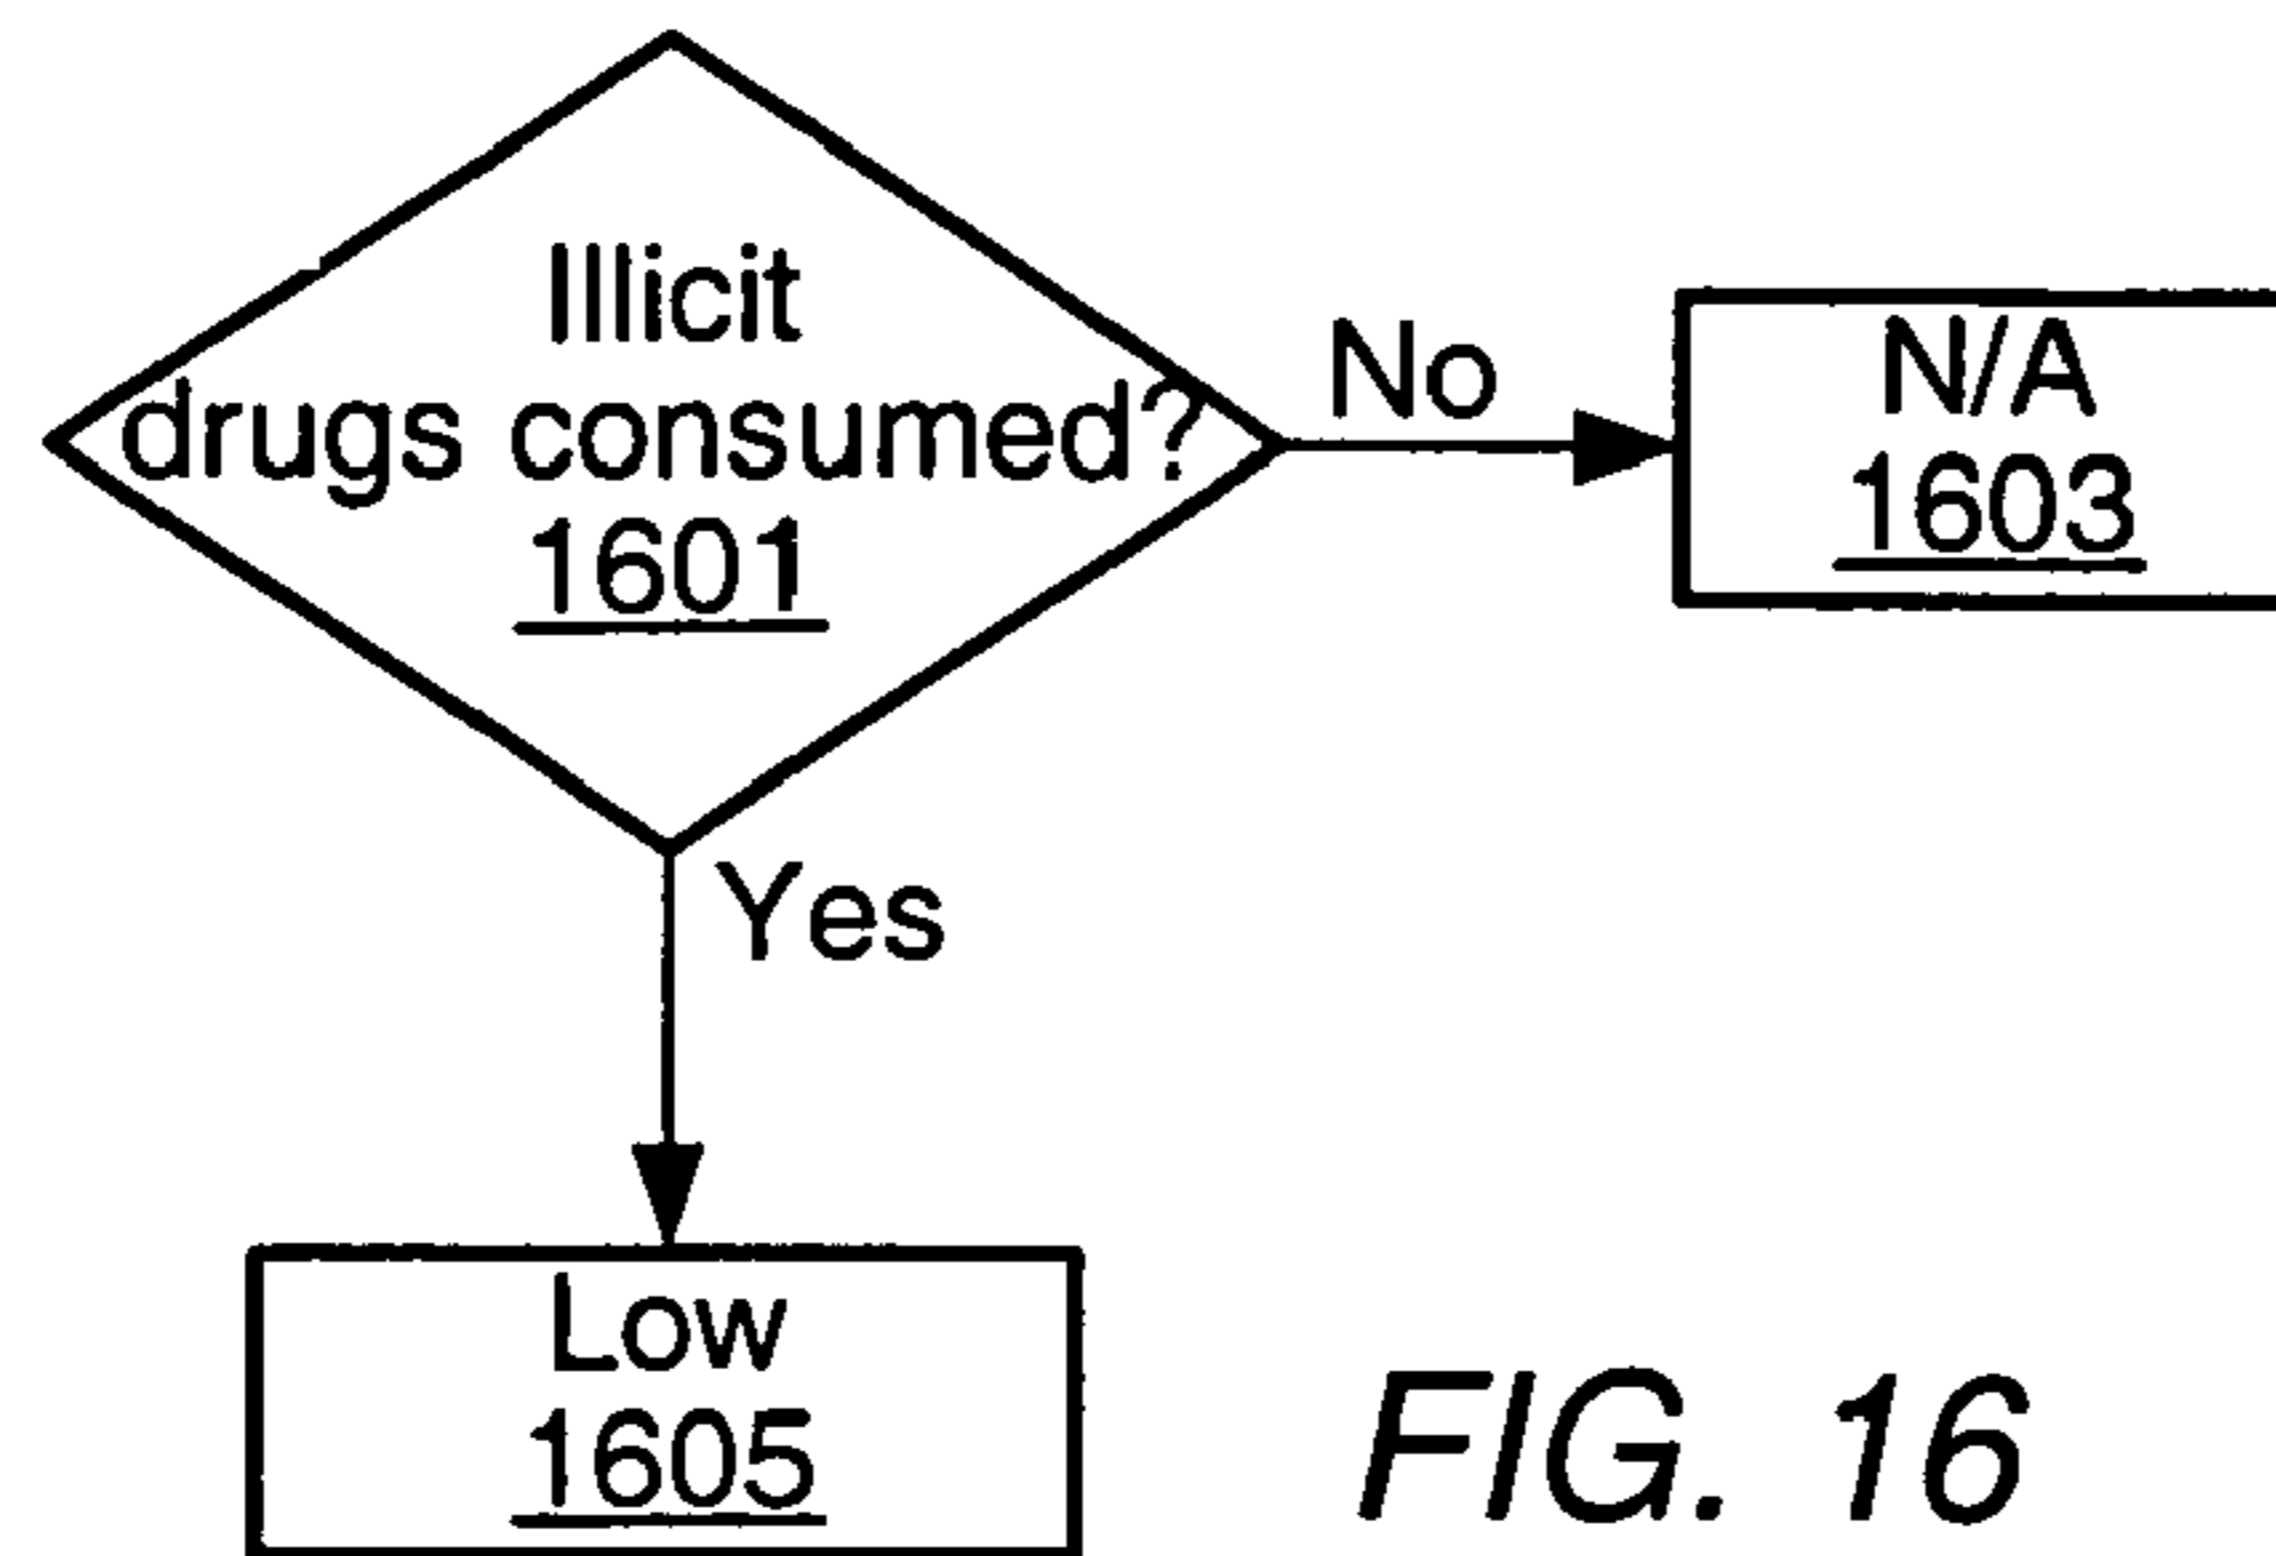 Illicit
drugs consumed?
1601
No
N/A
1603
Yes
Low
1605
FIG. 16